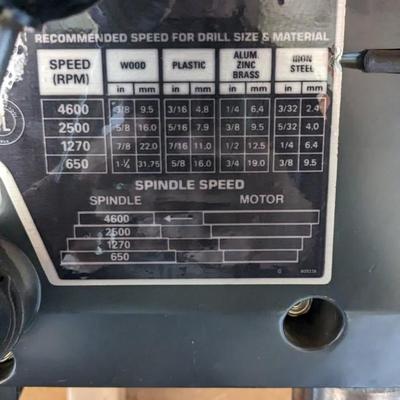 RECOMMENDED SPEED FOR DRILL SIZE & MATERIAL
SPEED (RPM) WOOD PLASTIC ALUM. ZINC BRASS IRON STEEL
in mm in mm in mm in mm
4600 3/8 9.5 3/16 4.8 1/4 6.4 3/32 2.4
2500 5/8 16.0 5/16 7.9 3/8 9.5 5/32 4.0
1270 7/8 22.0 7/16 11.0 1/2 12.5 1/4 6.4
650 1-1/4 31.75 5/8 16.0 3/4 19.0 3/8 9.5
SPINDLE SPEED
SPINDLE MOTOR
4600
2500
1270
650